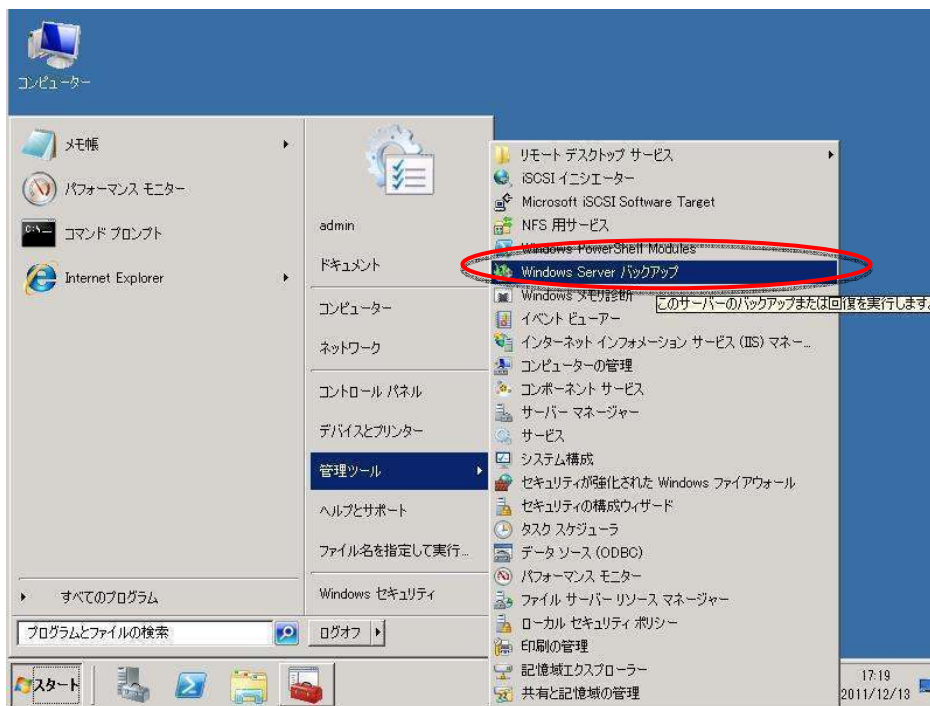 コンピューター
メモ帳
パフォーマンス モニター
コマンド プロンプト
Internet Explorer
すべてのプログラム
プログラムとファイルの検索
admin
ドキュメント
コンピューター
ネットワーク
コントロール パネル
デバイスとプリンター
管理ツール
ヘルプとサポート
ファイル名を指定して実行...
Windows セキュリティ
ログオフ
リモート デスクトップ サービス
iSCSI イニシエーター
Microsoft iSCSI Software Target
NFS 用サービス
Windows PowerShell Modules
Windows Server バックアップ
Windows メモリ診断
このサーバーのバックアップまたは回復を実行します。
イベント ビューアー
インターネット インフォメーション サービス (IIS) マネー...
コンピューターの管理
コンポーネント サービス
サーバー マネージャー
サービス
システム構成
セキュリティが強化された Windows ファイアウォール
セキュリティの構成ウィザード
タスク スケジューラ
データ ソース (ODBC)
パフォーマンス モニター
ファイル サーバー リソース マネージャー
ローカル セキュリティ ポリシー
印刷の管理
記憶域エクスプローラー
共有と記憶域の管理
スタート
17:19
2011/12/13